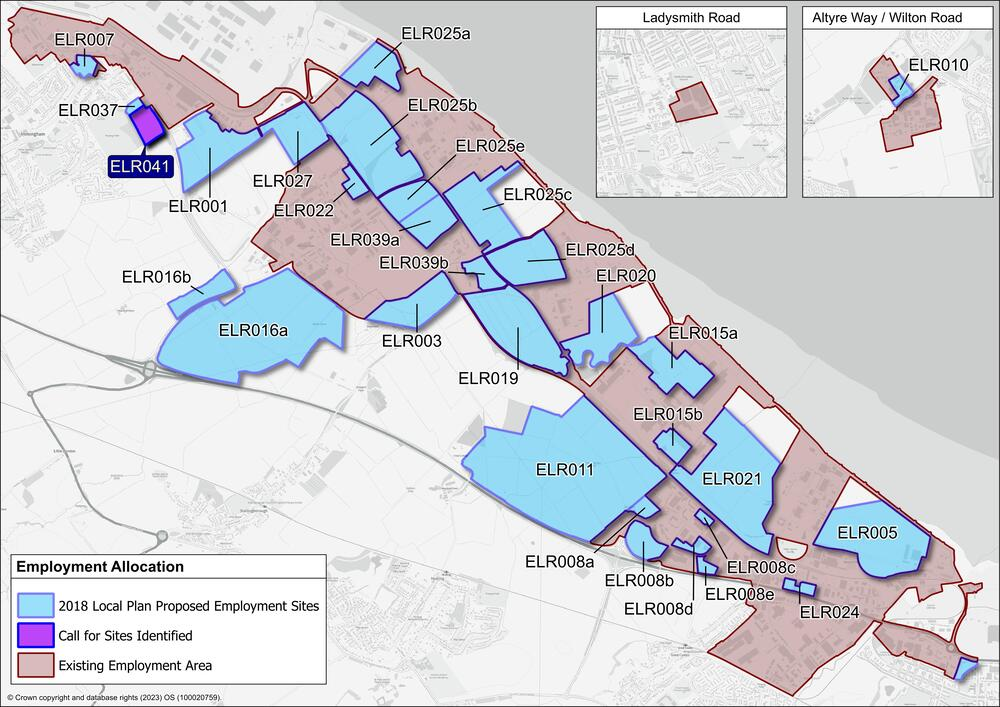 Ladysmith Road
Altyre Way / Wilton Road
ELR007
ELR025a
ELR010
ELR037
ELR025b
ELR041
ELR025e
ELR027
ELR025c
ELR001
ELR022
ELR039a
ELR025d
ELR039b
ELR020
ELR016b
ELR016a
ELR003
ELR015a
ELR019
ELR015b
ELR011
ELR021
ELR005
ELR008a
ELR008c
ELR008b
ELR008e
ELR008d
ELR024
Employment Allocation
2018 Local Plan Proposed Employment Sites
Call for Sites Identified
Existing Employment Area
© Crown copyright and database rights (2023) OS (100020759).